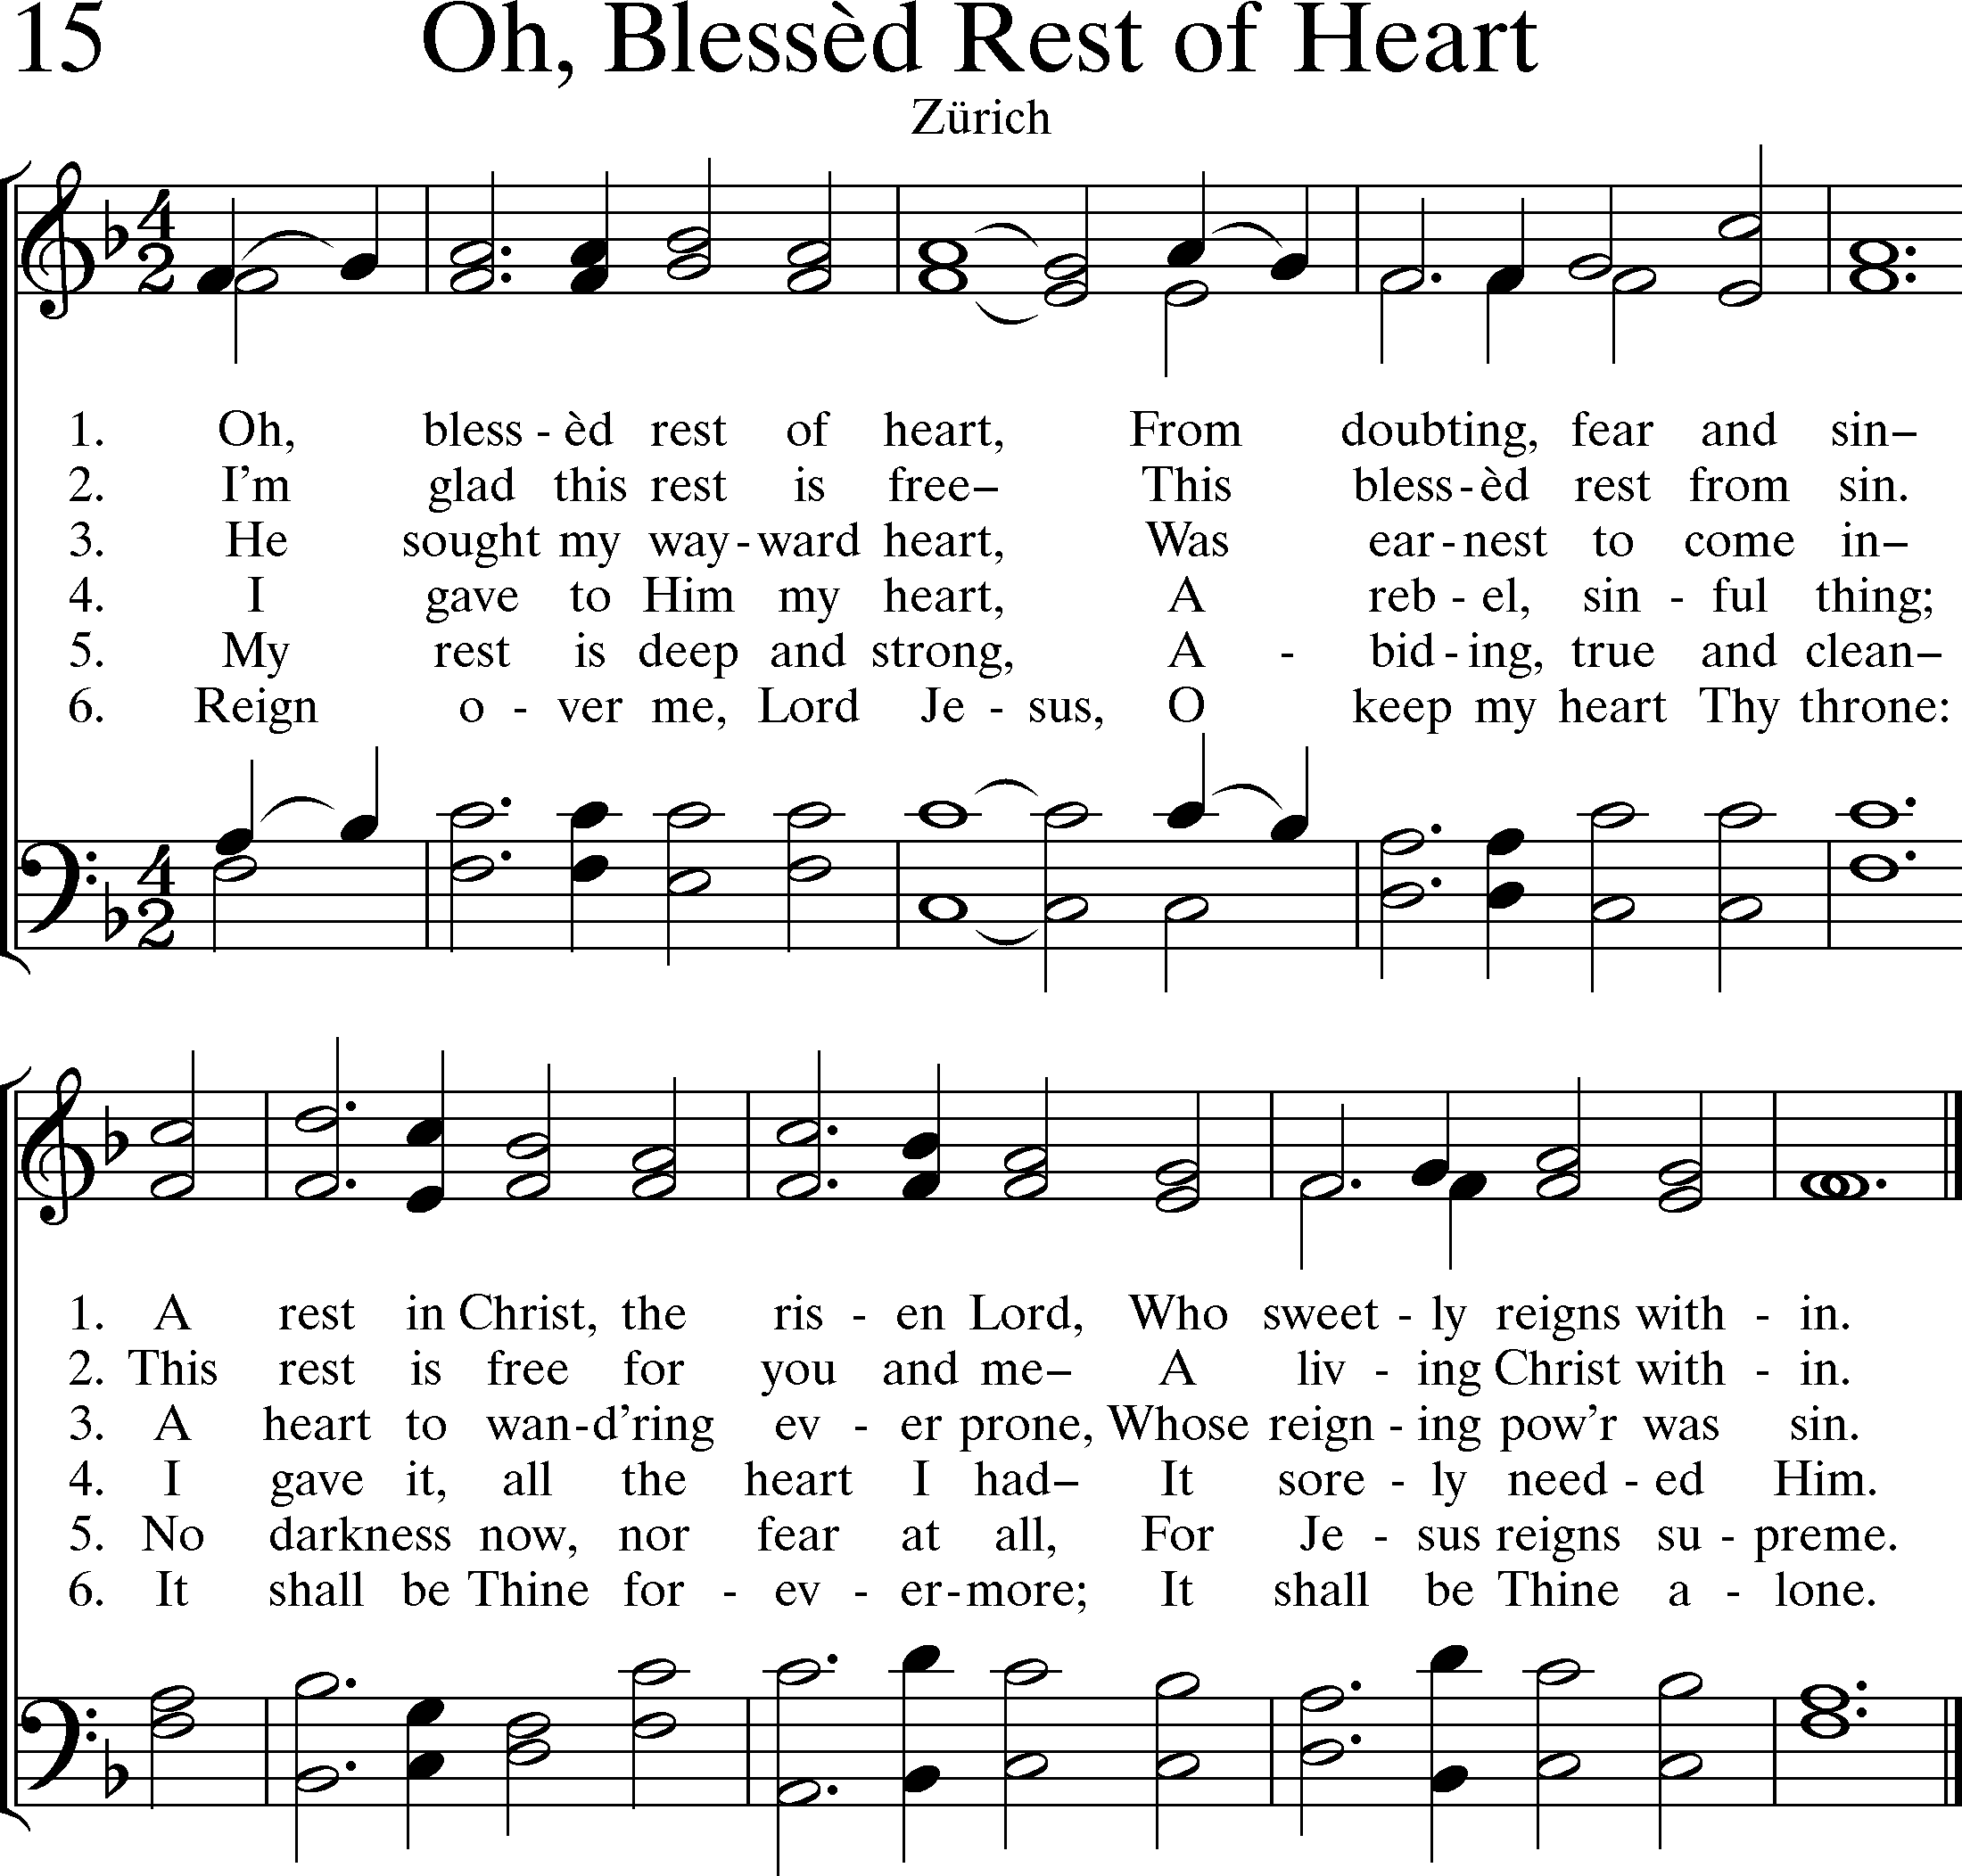 15 Oh, Blessèd Rest of Heart
Zürich
4
2
1. Oh, bless - èd rest of heart, From doubting, fear and sin–
2. I’m glad this rest is free– This bless - èd rest from sin.
3. He sought my way - ward heart, Was ear - nest to come in–
4. I gave to Him my heart, A reb - el, sin - ful thing;
5. My rest is deep and strong, A - bid - ing, true and clean–
6. Reign o - ver me, Lord Je - sus, O keep my heart Thy throne:
4
2
1. A rest in Christ, the ris - en Lord, Who sweet - ly reigns with - in.
2. This rest is free for you and me– A liv - ing Christ with - in.
3. A heart to wan - d'ring ev - er prone, Whose reign - ing pow'r was sin.
4. I gave it, all the heart I had– It sore - ly need - ed Him.
5. No darkness now, nor fear at all, For Je - sus reigns su - preme.
6. It shall be Thine for - ev - er - more; It shall be Thine a - lone.